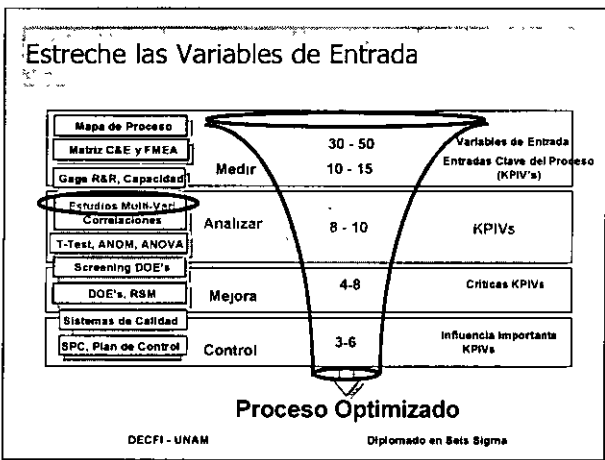 Estreche las Variables de Entrada
Mapa de Proceso
Matriz C&E y FMEA
Gage R&R, Capacidad
Estudios Multi-Vari
Correlaciones
T-Test, ANOM, ANOVA
Screening DOE's
DOE's, RSM
Sistemas de Calidad
SPC, Plan de Control
Medir
Analizar
Mejora
Control
30 - 50
10 - 15
8 - 10
4-8
3-6
Variables de Entrada
Entradas Clave del Proceso
(KPIV's)
KPIVs
Criticas KPIVs
Influencia Importante
KPIVs
Proceso Optimizado
DECFI - UNAM
Diplomado en Seis Sigma